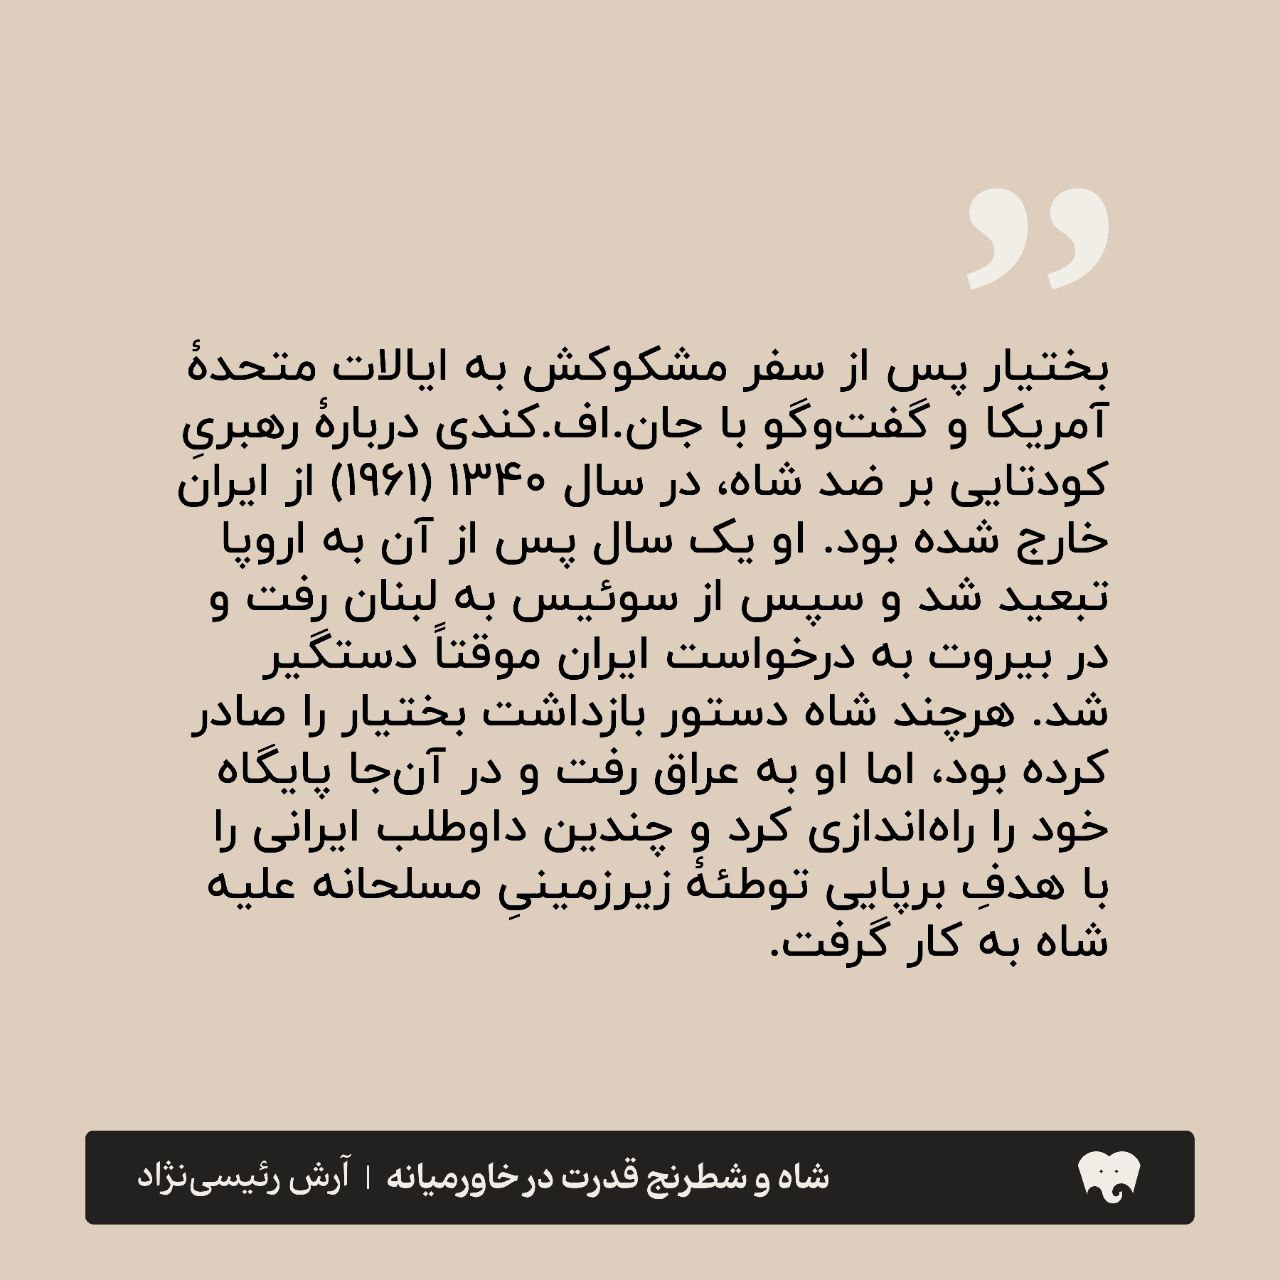 ”
بختیار پس از سفر مشکوکش به ایالات متحدهٔ
آمریکا و گفت‌وگو با جان.اف.کندی دربارهٔ رهبریِ
کودتایی بر ضد شاه، در سال ۱۳۴۰ (۱۹۶۱) از ایران
خارج شده بود. او یک سال پس از آن به اروپا
تبعید شد و سپس از سوئیس به لبنان رفت و
در بیروت به درخواست ایران موقتاً دستگیر
شد. هرچند شاه دستور بازداشت بختیار را صادر
کرده بود، اما او به عراق رفت و در آن‌جا پایگاه
خود را راه‌اندازی کرد و چندین داوطلب ایرانی را
با هدفِ برپایی توطئهٔ زیرزمینیِ مسلحانه علیه
شاه به کار گرفت.
شاه و شطرنج قدرت در خاورمیانه | آرش رئیسی‌نژاد